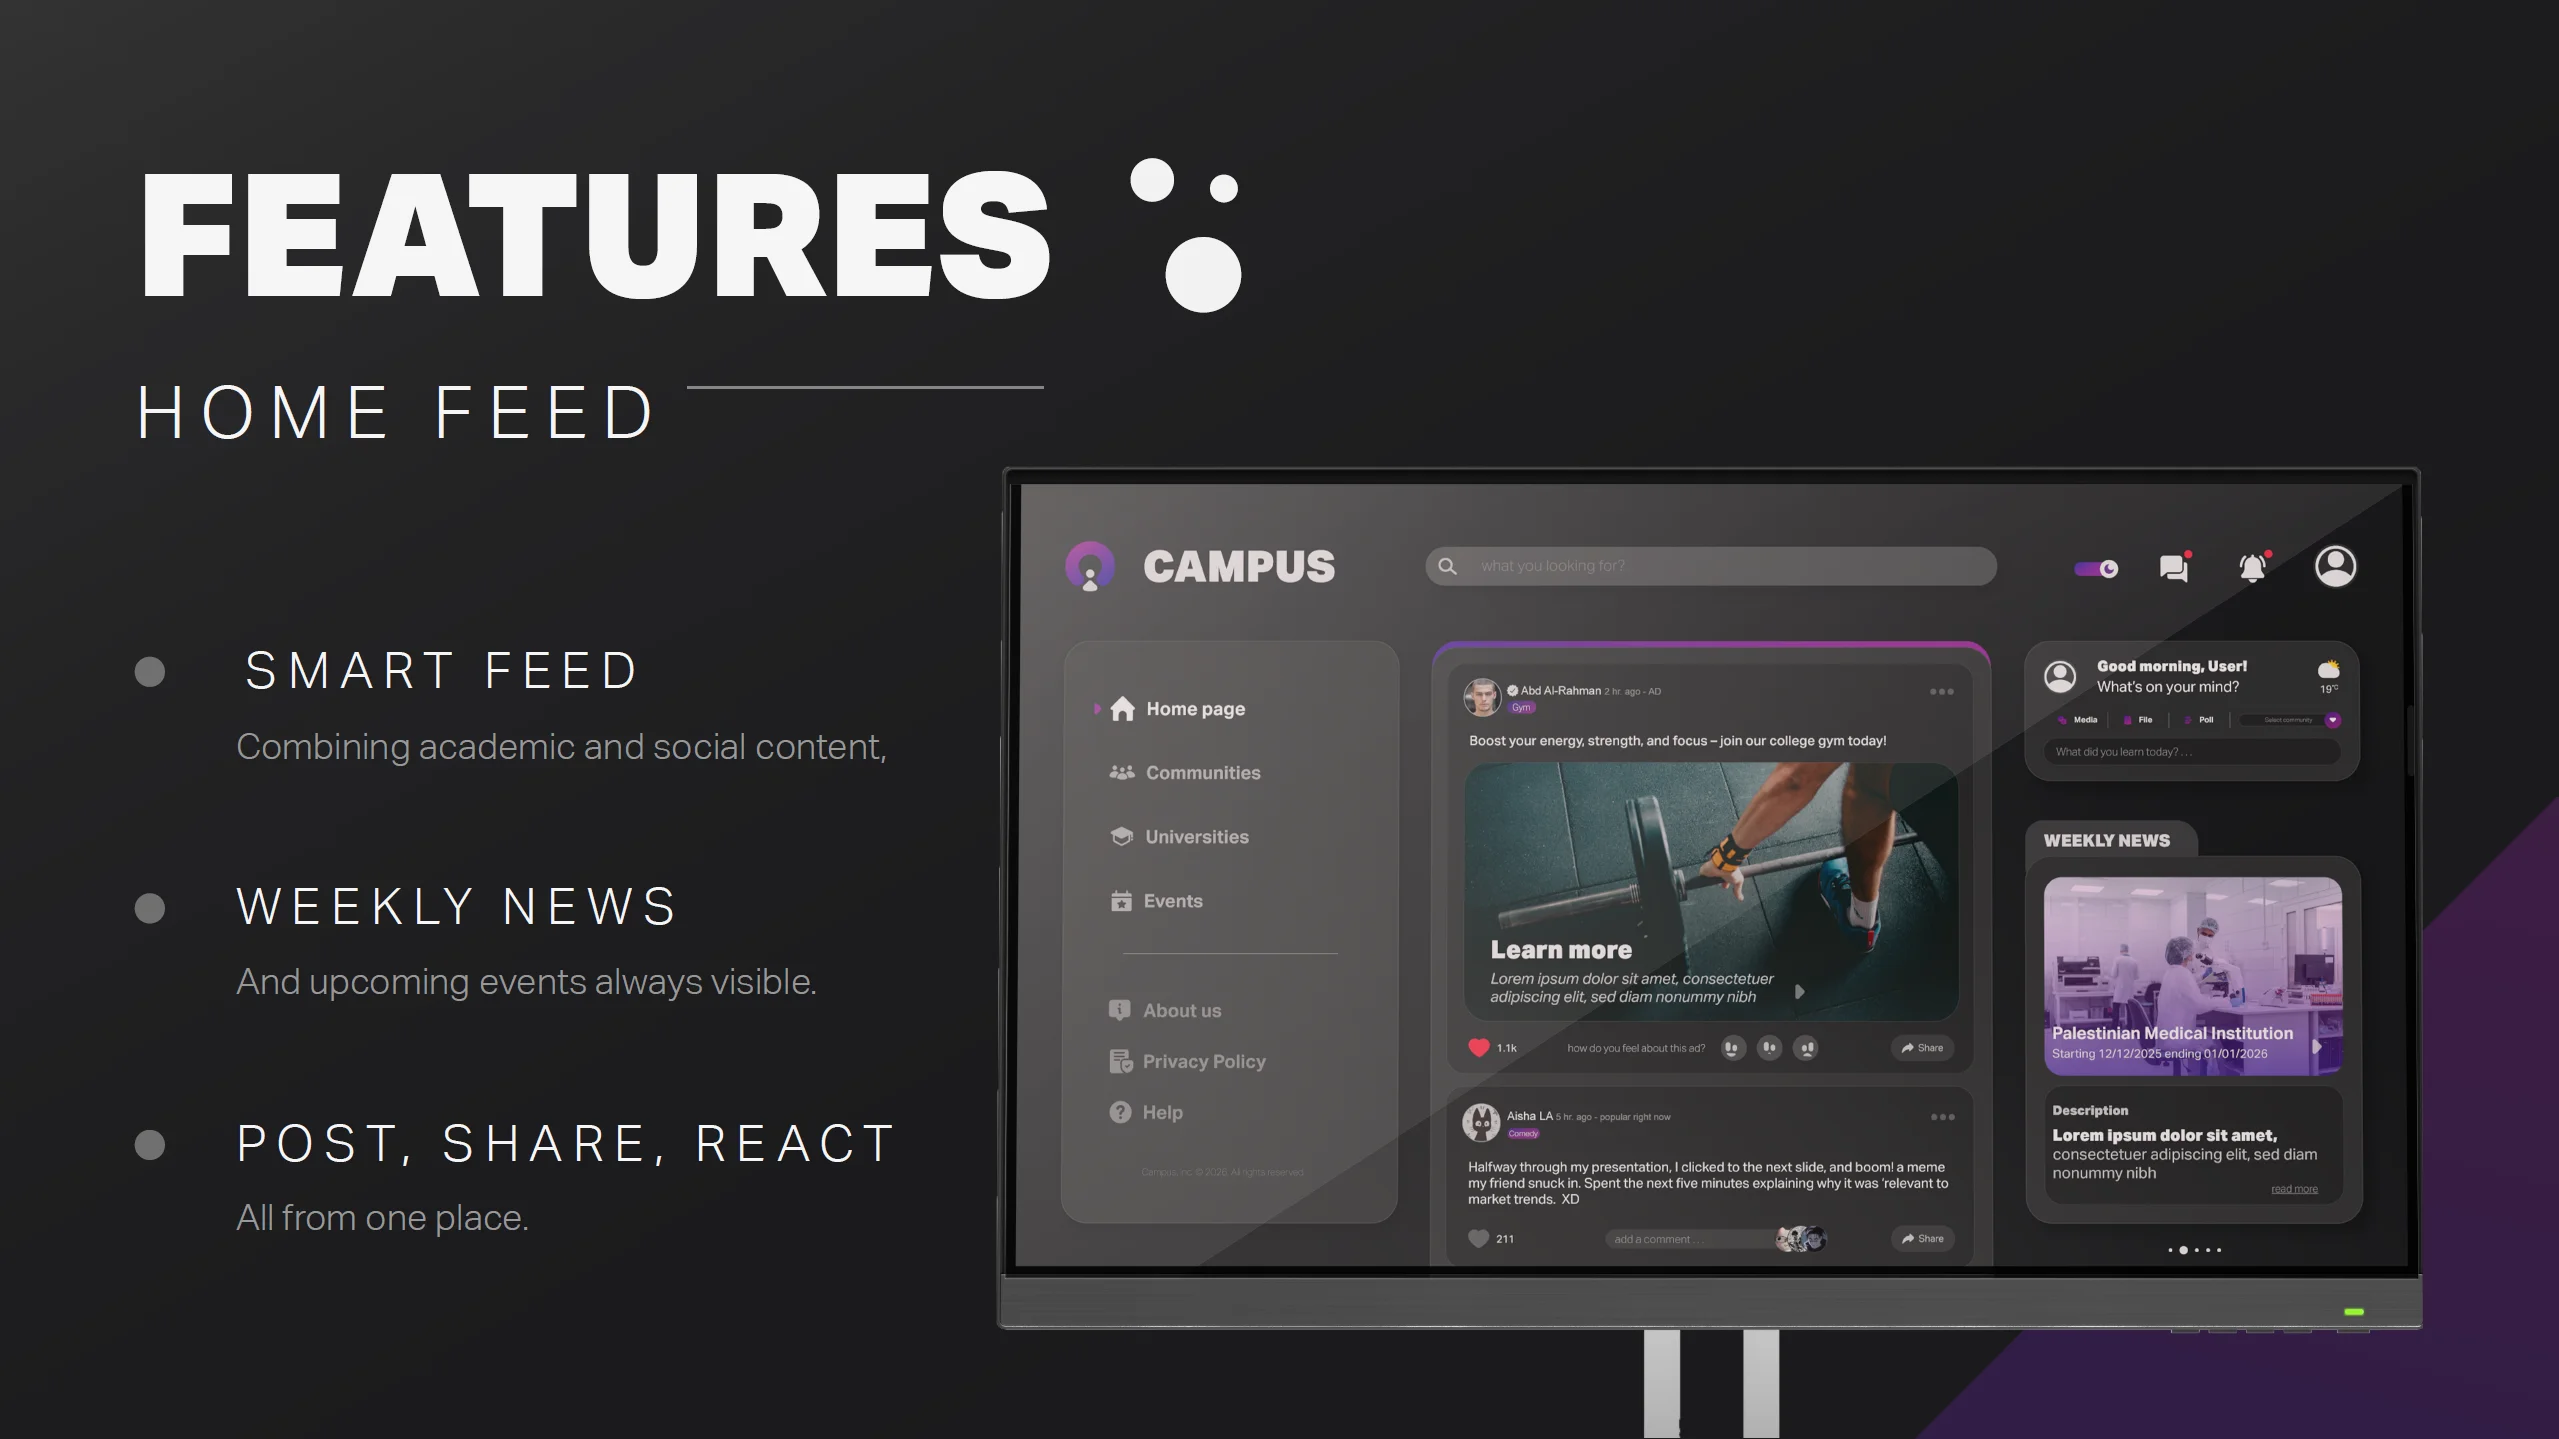 FEATURES
HOME FEED
SMART FEED
Combining academic and social content,
WEEKLY NEWS
And upcoming events always visible.
POST, SHARE, REACT
All from one place.
CAMPUS
what you looking for?
Home page
Communities
Universities
Events
About us
Privacy Policy
Help
Campus, Inc. © 2026. All rights reserved.
Abd Al-Rahman 2 hr. ago - AD
Gym
Boost your energy, strength, and focus – join our college gym today!
Learn more
Lorem ipsum dolor sit amet, consectetuer
adipiscing elit, sed diam nonummy nibh
1.1k how do you feel about this ad? Share
Aisha LA 5 hr. ago - popular right now
Comedy
Halfway through my presentation, I clicked to the next slide, and boom! a meme
my friend snuck in. Spent the next five minutes explaining why it was 'relevant to
market trends. XD
211 add a comment . . . Share
Good morning, User!
What's on your mind?
19°C
Media File Poll Select community
What did you learn today? . . .
WEEKLY NEWS
Palestinian Medical Institution
Starting 12/12/2025 ending 01/01/2026
Description
Lorem ipsum dolor sit amet,
consectetuer adipiscing elit, sed diam
nonummy nibh
read more